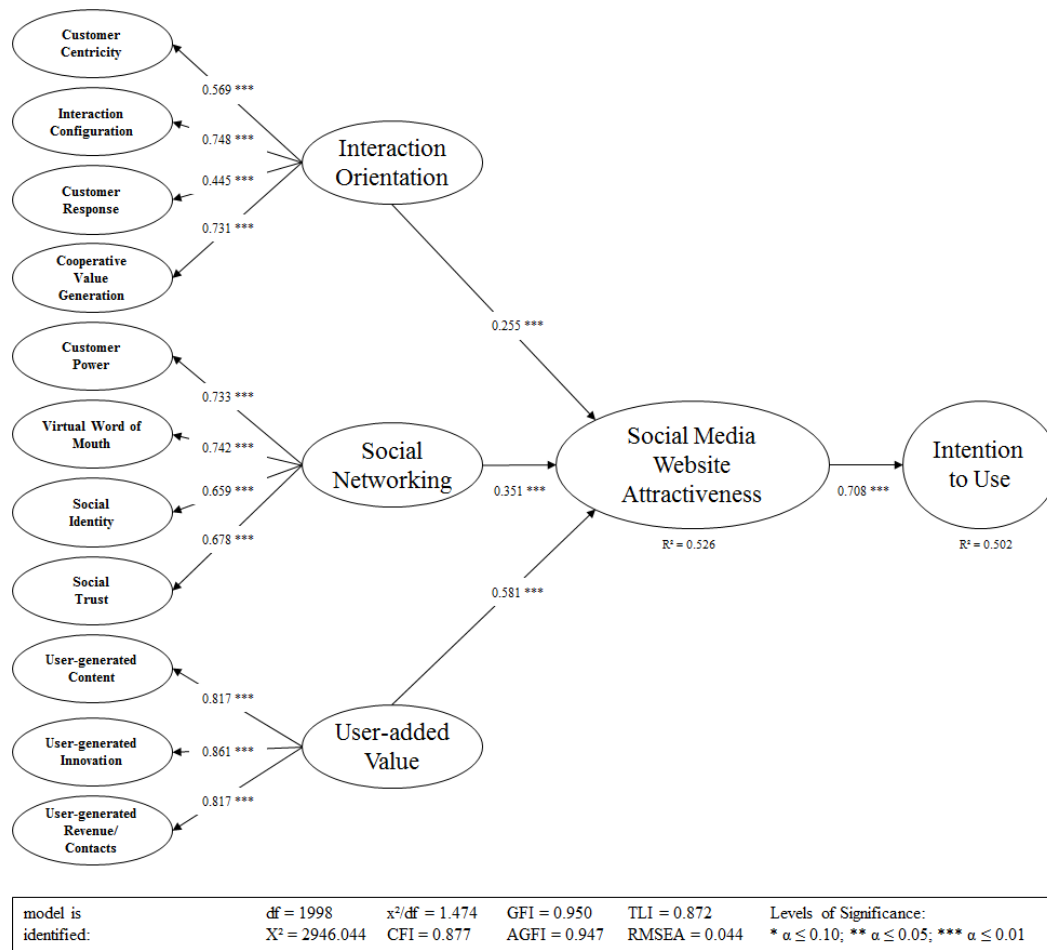 Customer
Centricity
0.569 ***
Interaction
Configuration
0.748 ***
Customer
Response
0.445 ***
Cooperative
Value
Generation
0.731 ***
Interaction
Orientation
0.255 ***
Customer
Power
0.733 ***
Virtual Word of
Mouth
0.742 ***
Social
Identity
0.659 ***
Social
Trust
0.678 ***
Social
Networking
0.351 ***
Social Media
Website
Attractiveness
R² = 0.526
0.708 ***
Intention
to Use
R² = 0.502
User-generated
Content
0.817 ***
User-generated
Innovation
0.861 ***
User-generated
Revenue/
Contacts
0.817 ***
User-added
Value
0.581 ***
model is df = 1998 x²/df = 1.474 GFI = 0.950 TLI = 0.872 Levels of Significance:
identified: X² = 2946.044 CFI = 0.877 AGFI = 0.947 RMSEA = 0.044 * α ≤ 0.10; ** α ≤ 0.05; *** α ≤ 0.01